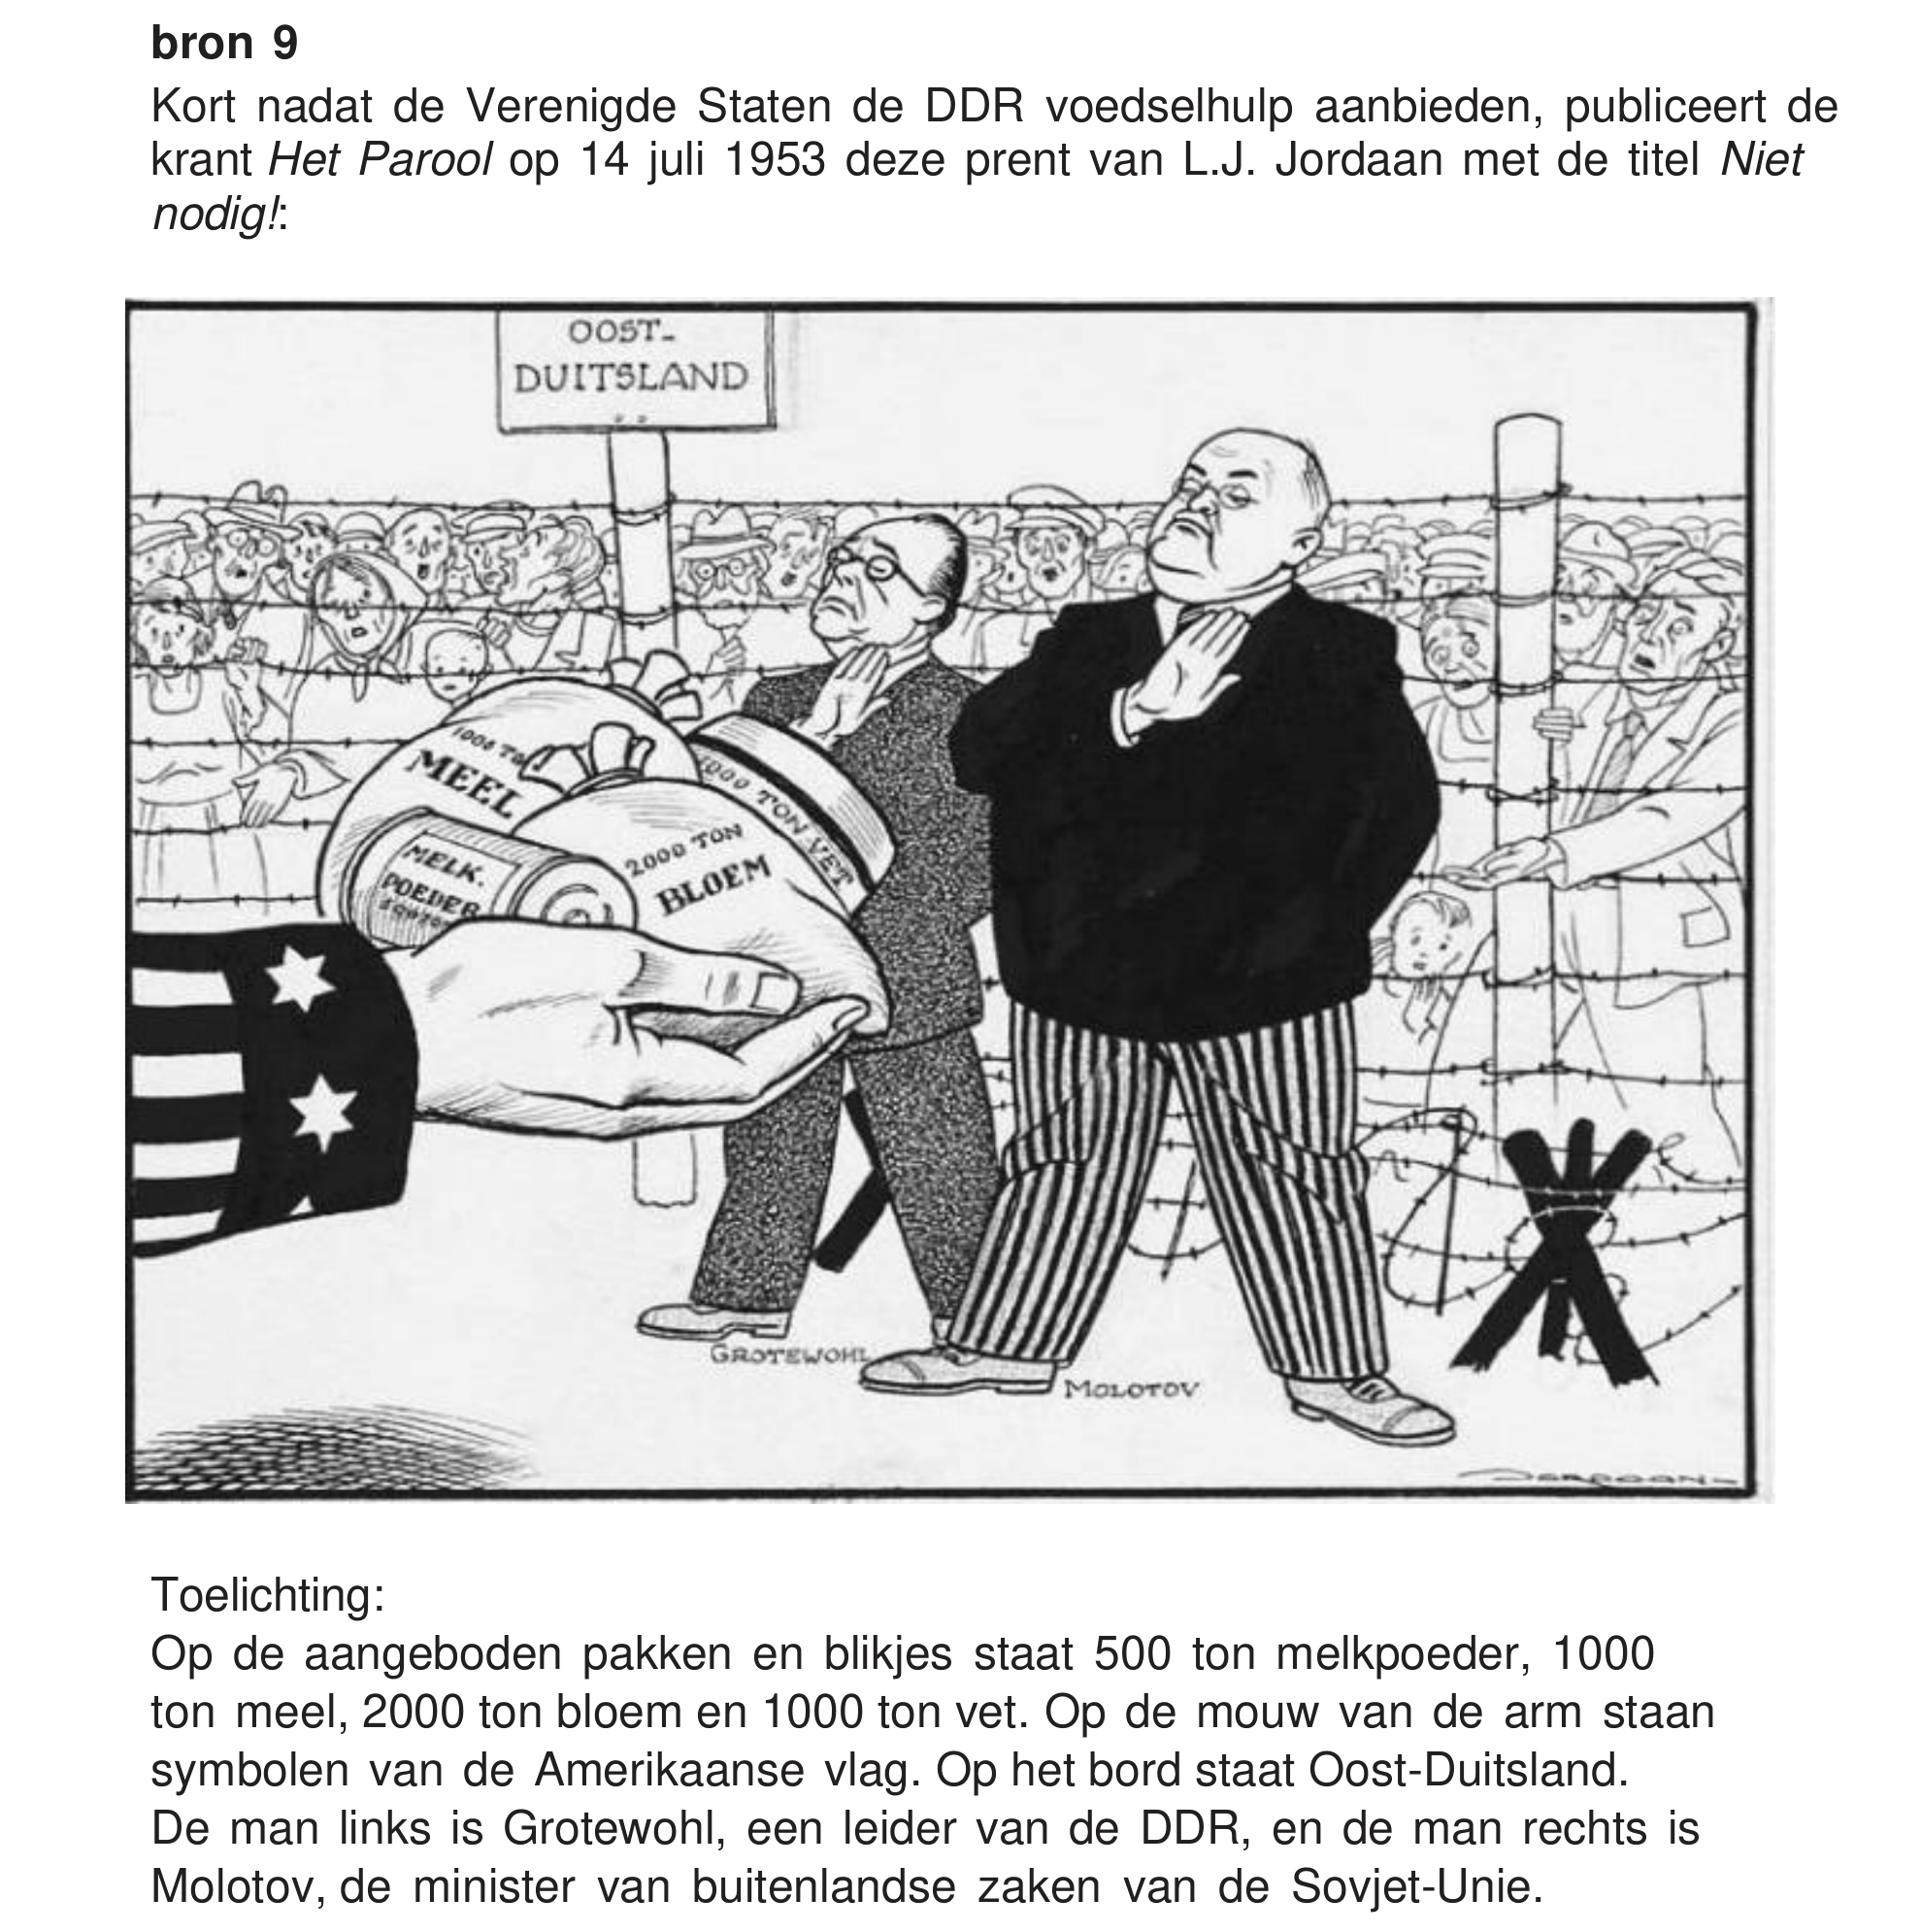 bron 9
Kort nadat de Verenigde Staten de DDR voedselhulp aanbieden, publiceert de
krant Het Parool op 14 juli 1953 deze prent van L.J. Jordaan met de titel Niet
nodig!:
OOST-
DUITSLAND
1000 TON
MEEL
1000 TON VET
2000 TON
BLOEM
MELK.
POEDER
GROTEWOHL
MOLOTOV
JORDAAN
Toelichting:
Op de aangeboden pakken en blikjes staat 500 ton melkpoeder, 1000
ton meel, 2000 ton bloem en 1000 ton vet. Op de mouw van de arm staan
symbolen van de Amerikaanse vlag. Op het bord staat Oost-Duitsland.
De man links is Grotewohl, een leider van de DDR, en de man rechts is
Molotov, de minister van buitenlandse zaken van de Sovjet-Unie.